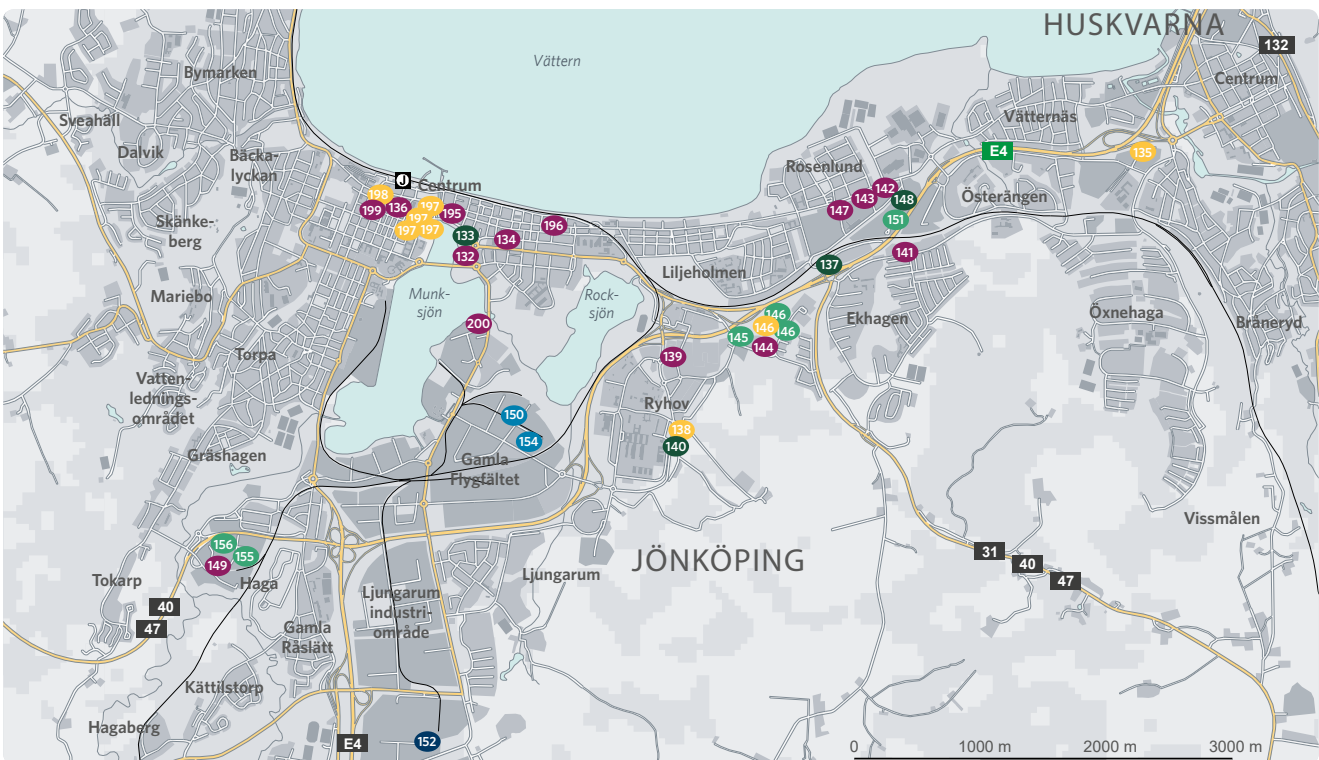 HUSKVARNA
132
Vättern
Bymarken
Centrum
Sveahäll
Vätternäs
Dalvik
Bäcka-
lyckan
E4
135
Rosenlund
J
Centrum
Österängen
198
199
136
197
197
197
197
195
196
142
143
148
147
151
Skänke-
berg
133
134
132
141
137
Liljeholmen
Munk-
sjön
Rock-
sjön
Mariebo
200
146
146
146
145
144
Ekhagen
Öxnehaga
Bråneryd
Torpa
139
Vatten-
lednings-
området
Ryhov
150
138
154
140
Gräshagen
Gamla
Flygfältet
Vissmålen
156
155
149
31
40
47
JÖNKÖPING
Tokarp
Haga
Ljungarum
40
47
Ljungarum
industri-
område
Gamla
Råslätt
Kättilstorp
Hagaberg
E4
152
0
1000 m
2000 m
3000 m